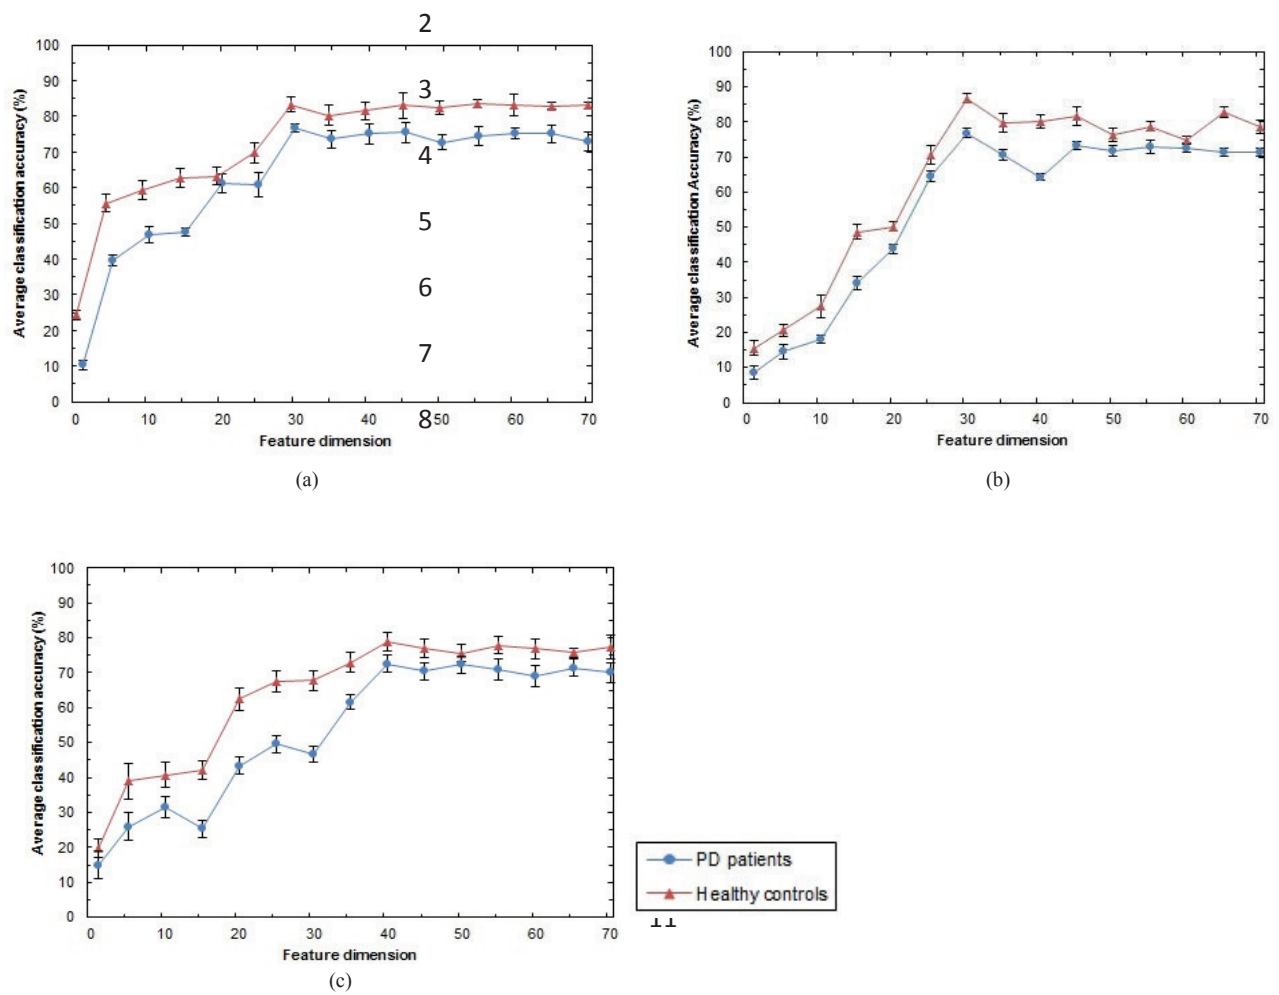 2
3
4
5
6
7
8
100
90
80
70
60
50
40
30
20
10
0
Average classification accuracy (%)
0 10 20 30 40 50 60 70
Feature dimension
(a)
100
90
80
70
60
50
40
30
20
10
0
Average classification Accuracy (%)
0 10 20 30 40 50 60 70
Feature dimension
(b)
100
90
80
70
60
50
40
30
20
10
0
Average classification accuracy (%)
0 10 20 30 40 50 60 70
Feature dimension
(c)
PD patients
Healthy controls
11